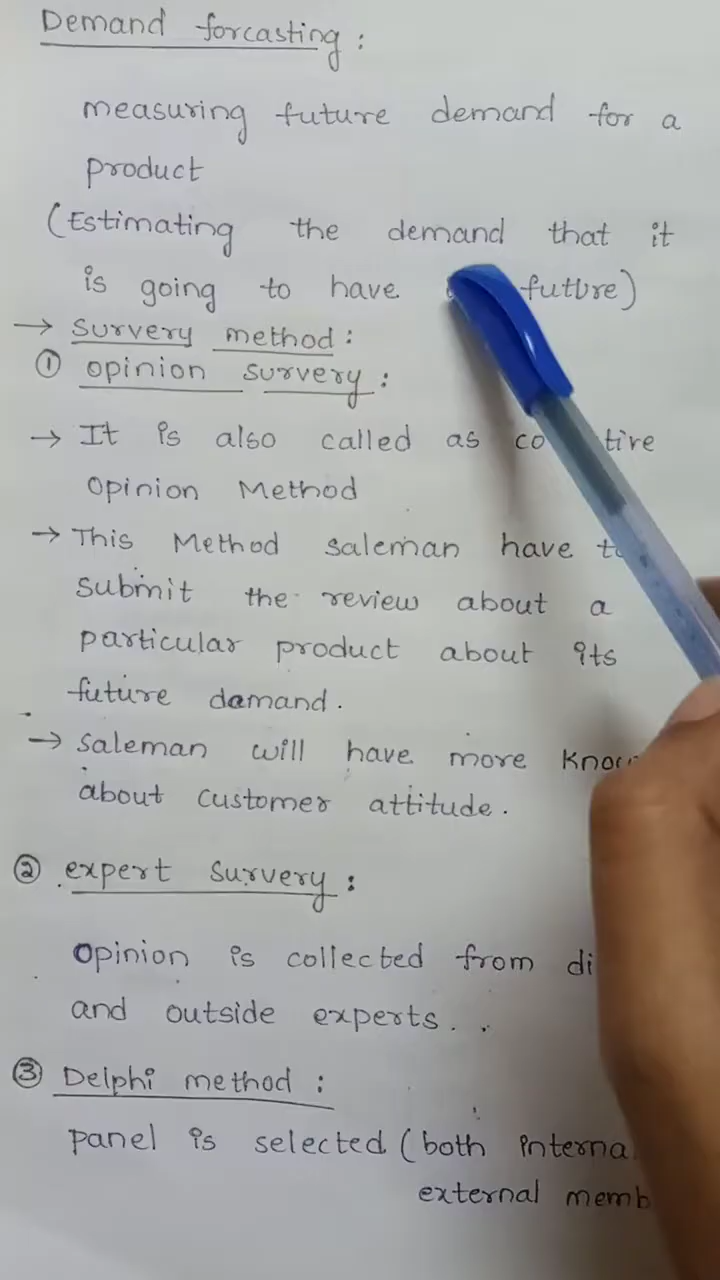 Demand forcasting :
measuring future demand for a
product
(Estimating the demand that it
is going to have future)
→ survery method :
① opinion survery :
→ It is also called as
Opinion Method
→ This Method saleman have
submit the review about a
particular product about its
future damand.
→ saleman will have more
about customer attitude.
② expert survery :
Opinion is collected from
and outside experts.
③ Delphi method :
panel is selected (both
external